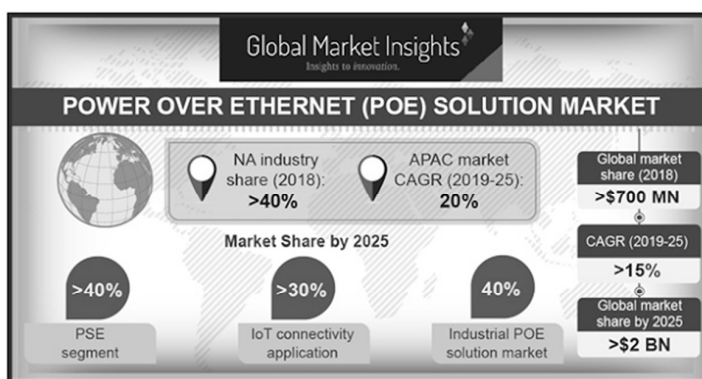 Global Market Insights
Insights to innovation.
POWER OVER ETHERNET (POE) SOLUTION MARKET
NA industry
share (2018):
>40%
APAC market
CAGR (2019-25):
20%
Global market
share (2018)
>$700 MN
CAGR (2019-25)
>15%
Global market
share by 2025
>$2 BN
Market Share by 2025
>40%
PSE
segment
>30%
IoT connectivity
application
40%
Industrial POE
solution market